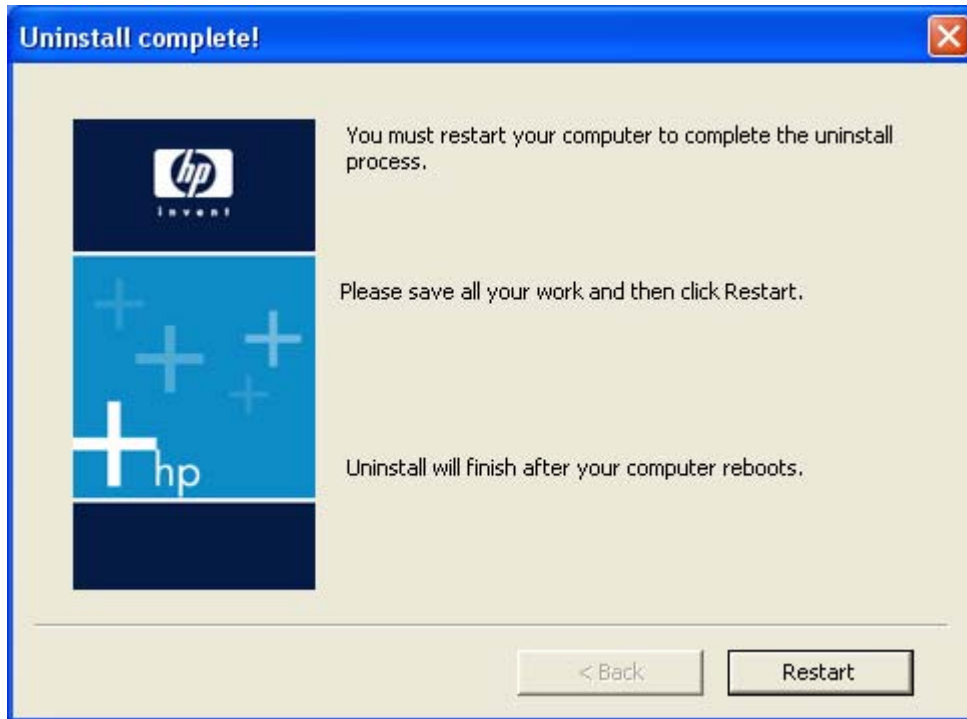 Uninstall complete!
You must restart your computer to complete the uninstall
process.
hp
invent
Please save all your work and then click Restart.
hp
Uninstall will finish after your computer reboots.
< Back
Restart